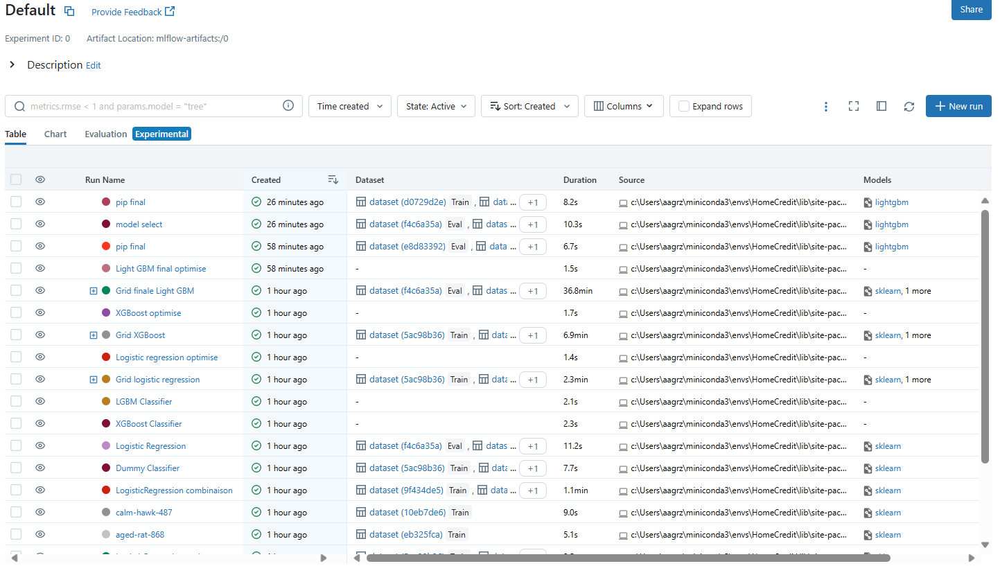 Default Provide Feedback Share
Experiment ID: 0 Artifact Location: mlflow-artifacts:/0
Description Edit
metrics.rmse < 1 and params.model = "tree" Time created State: Active Sort: Created Columns Expand rows New run
Table Chart Evaluation Experimental
Run Name Created Dataset Duration Source Models
pip final 26 minutes ago dataset (d0729d2e) Train , data ... +1 8.2s c:\Users\aagrz\miniconda3\envs\HomeCredit\lib\site-pac... lightgbm
model select 26 minutes ago dataset (f4c6a35a) Eval , datas ... +1 10.3s c:\Users\aagrz\miniconda3\envs\HomeCredit\lib\site-pac... lightgbm
pip final 58 minutes ago dataset (e8d83392) Eval , data ... +1 6.7s c:\Users\aagrz\miniconda3\envs\HomeCredit\lib\site-pac... lightgbm
Light GBM final optimise 58 minutes ago - 1.5s c:\Users\aagrz\miniconda3\envs\HomeCredit\lib\site-pac... -
Grid finale Light GBM 1 hour ago dataset (f4c6a35a) Eval , datas ... +1 36.8min c:\Users\aagrz\miniconda3\envs\HomeCredit\lib\site-pac... sklearn, 1 more
XGBoost optimise 1 hour ago - 1.7s c:\Users\aagrz\miniconda3\envs\HomeCredit\lib\site-pac... -
Grid XGBoost 1 hour ago dataset (5ac98b36) Train , data ... +1 6.9min c:\Users\aagrz\miniconda3\envs\HomeCredit\lib\site-pac... sklearn, 1 more
Logistic regression optimise 1 hour ago - 1.4s c:\Users\aagrz\miniconda3\envs\HomeCredit\lib\site-pac... -
Grid logistic regression 1 hour ago dataset (5ac98b36) Train , data ... +1 2.3min c:\Users\aagrz\miniconda3\envs\HomeCredit\lib\site-pac... sklearn, 1 more
LGBM Classifier 1 hour ago - 2.1s c:\Users\aagrz\miniconda3\envs\HomeCredit\lib\site-pac... -
XGBoost Classifier 1 hour ago - 2.3s c:\Users\aagrz\miniconda3\envs\HomeCredit\lib\site-pac... -
Logistic Regression 1 hour ago dataset (f4c6a35a) Eval , datas ... +1 11.2s c:\Users\aagrz\miniconda3\envs\HomeCredit\lib\site-pac... sklearn
Dummy Classifier 1 hour ago dataset (5ac98b36) Train , data ... +1 7.7s c:\Users\aagrz\miniconda3\envs\HomeCredit\lib\site-pac... sklearn
LogisticRegression combinaison 1 hour ago dataset (9f434de5) Train , data ... +1 1.1min c:\Users\aagrz\miniconda3\envs\HomeCredit\lib\site-pac... sklearn
calm-hawk-487 1 hour ago dataset (10eb7de6) Train 9.0s c:\Users\aagrz\miniconda3\envs\HomeCredit\lib\site-pac... sklearn
aged-rat-868 1 hour ago dataset (eb325fca) Train 5.1s c:\Users\aagrz\miniconda3\envs\HomeCredit\lib\site-pac... sklearn